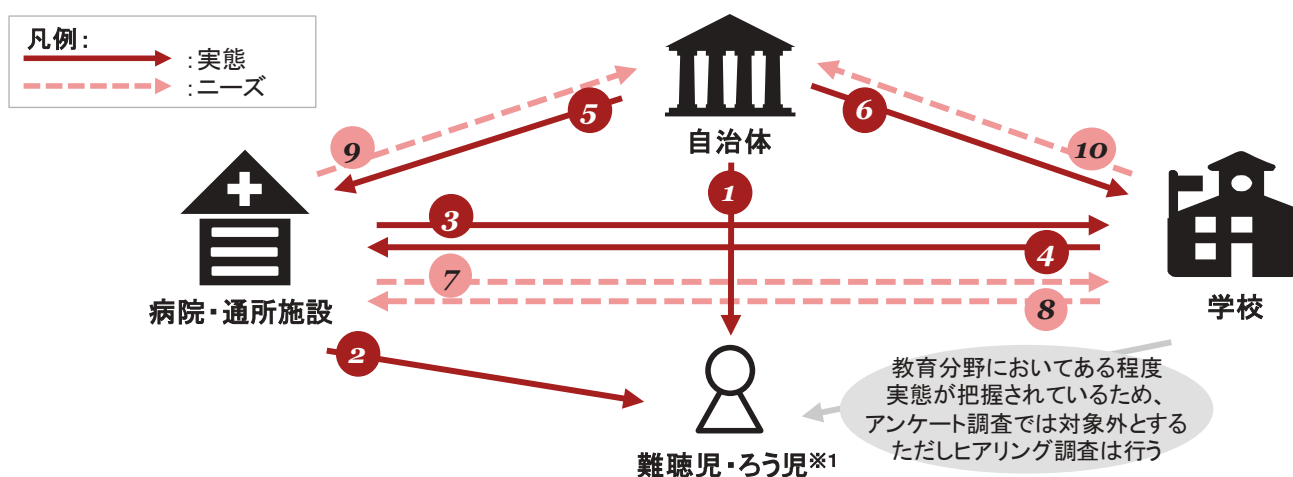 凡例:
:実態
:ニーズ
自治体
病院・通所施設
学校
難聴児・ろう児※1
1
2
3
4
5
6
7
8
9
10
教育分野においてある程度
実態が把握されているため、
アンケート調査では対象外とする
ただしヒアリング調査は行う